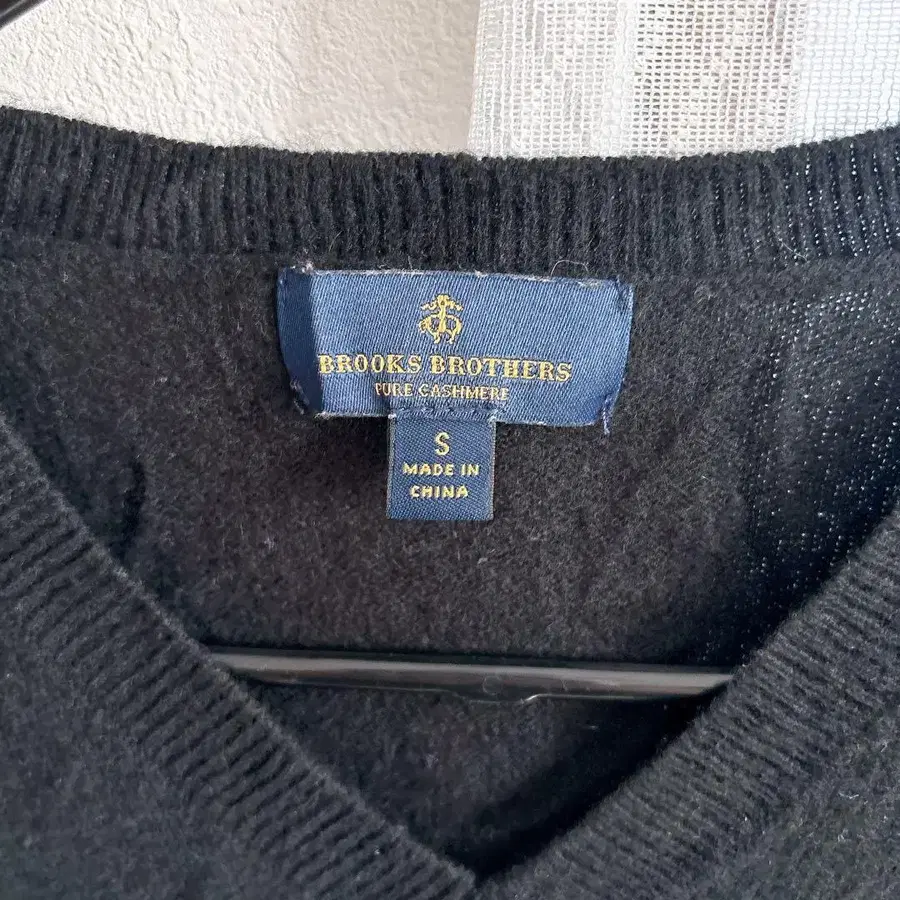 BROOKS BROTHERS
PURE CASHMERE
S
MADE IN
CHINA